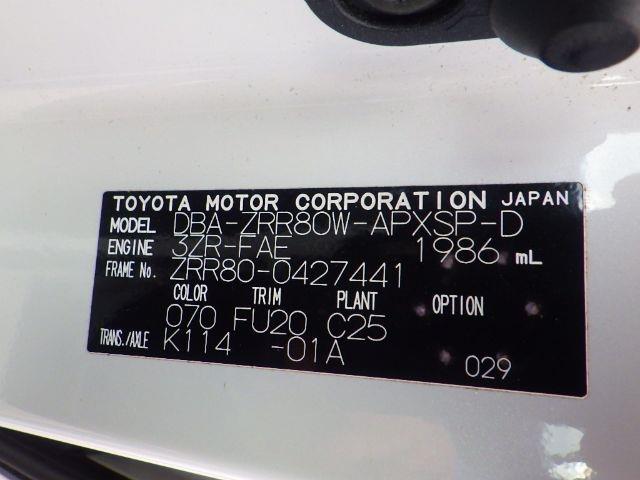 TOYOTA MOTOR CORPORATION JAPAN
MODEL DBA-ZRR80W-APXSP-D
ENGINE 3ZR-FAE 1986 mL
FRAME No. ZRR80-0427441
COLOR TRIM PLANT OPTION
070 FU20 C25
TRANS./AXLE K114 -01A
029